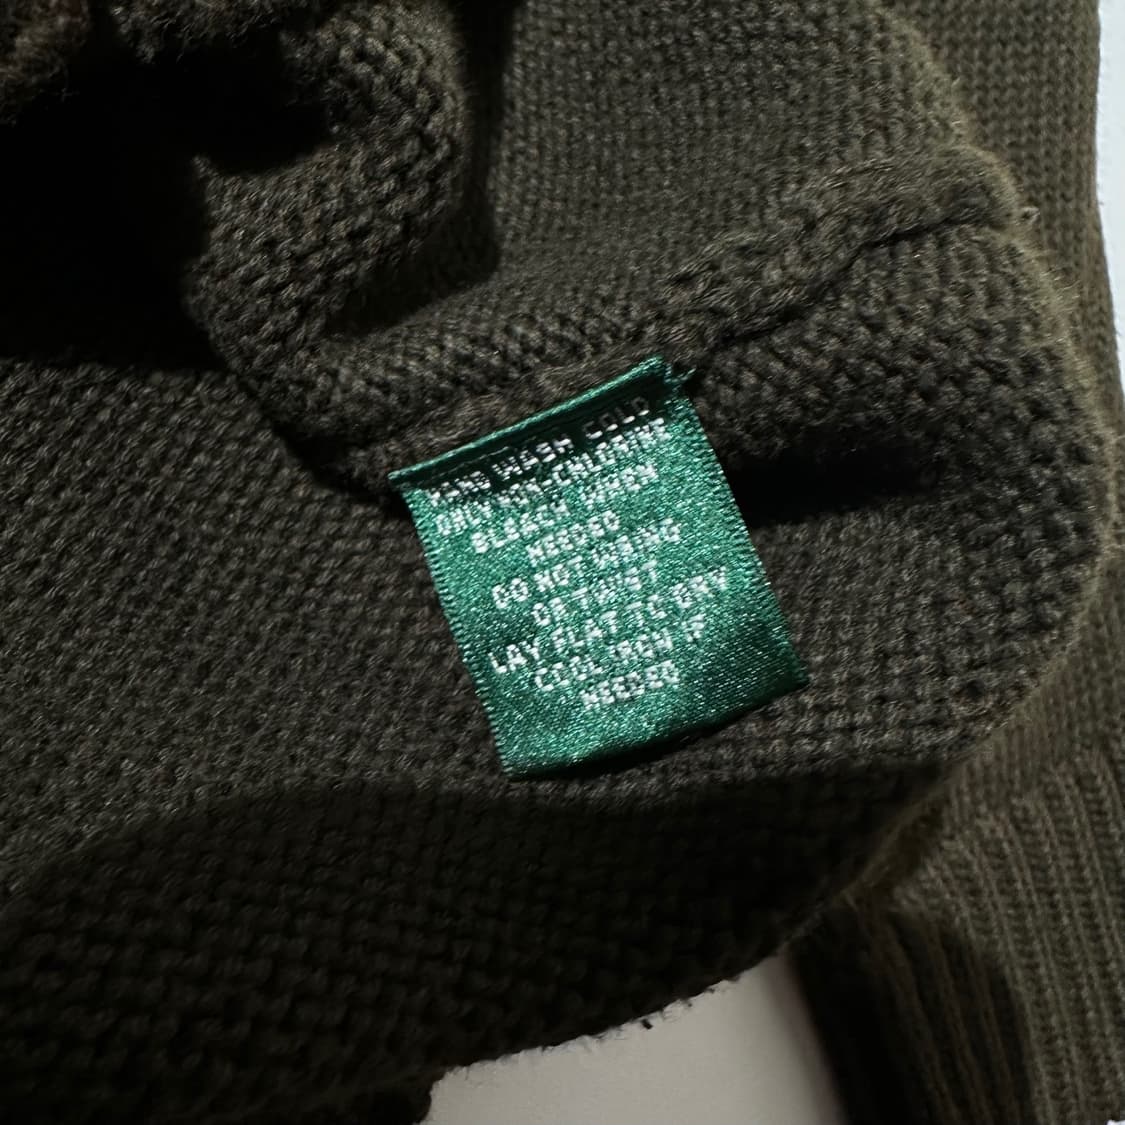 HAND WASH COLD
ONLY NON-CHLORINE
BLEACH WHEN
NEEDED
DO NOT WRING
OR TWIST
LAY FLAT TO DRY
COOL IRON IF
NEEDED